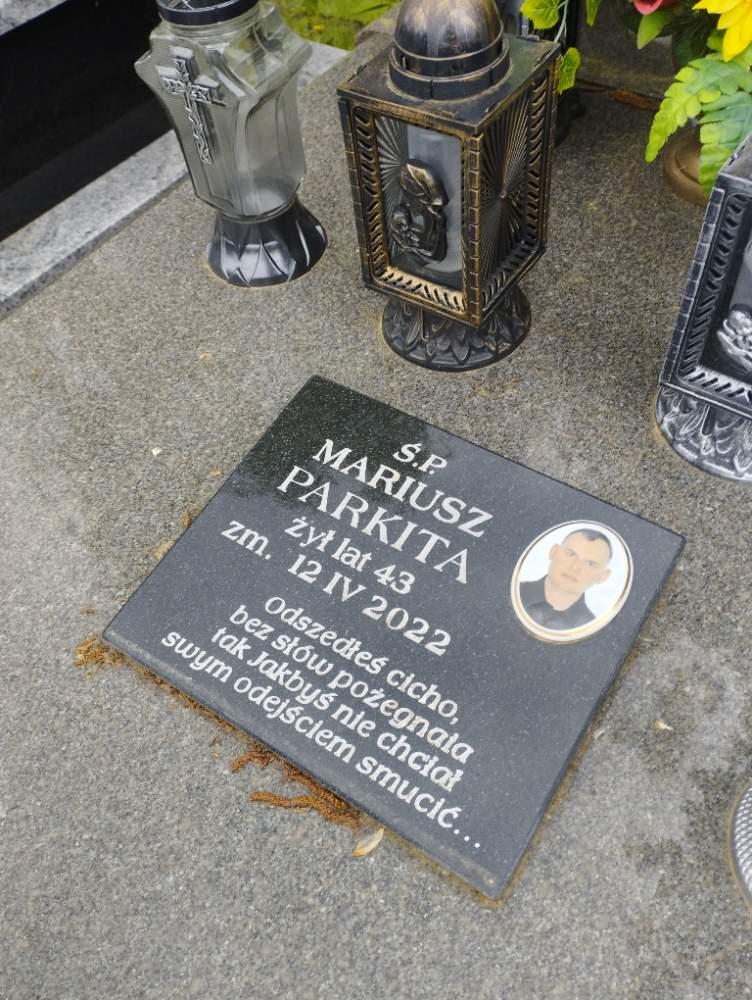 Ś.P.
MARIUSZ
PARKITA
żył lat 43
zm. 12 IV 2022
Odszedłeś cicho,
bez słów pożegnala
tak jakbyś nie chciał
swym odejściem smucić...